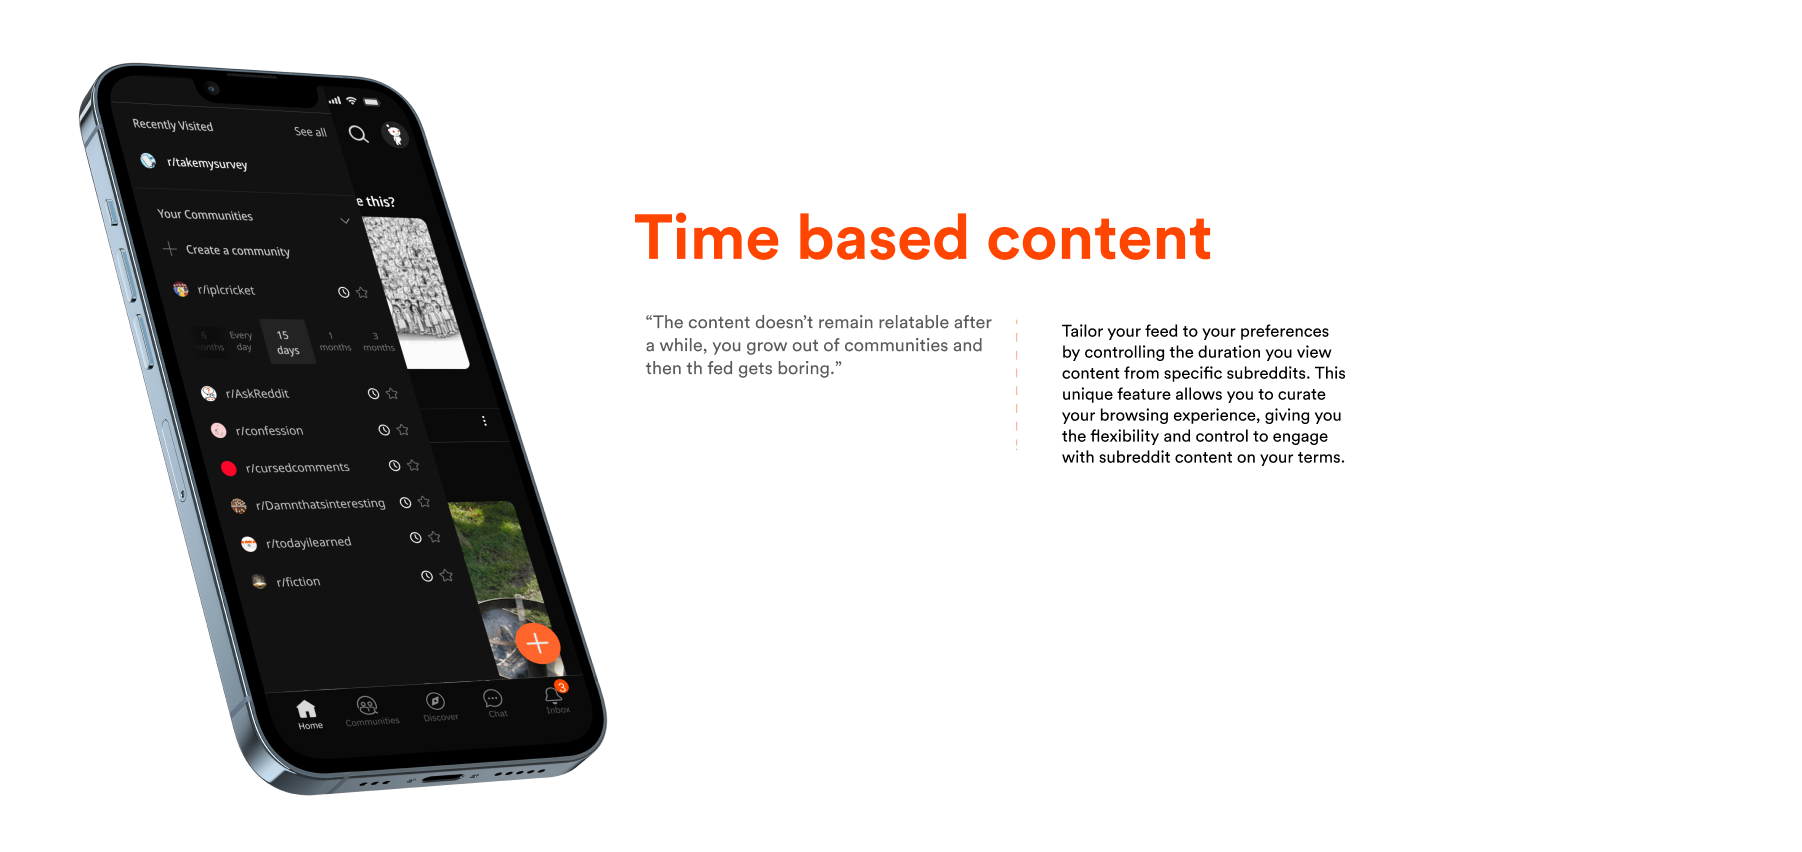 Recently Visited
See all
r/takemysurvey
e this?
Your Communities
Create a community
r/iplcricket
6 months
Every day
15 days
1 months
3 months
r/AskReddit
r/confession
r/cursedcomments
r/Damnthatsinteresting
r/todayilearned
r/fiction
3
Home
Communities
Discover
Chat
Inbox
Time based content
“The content doesn’t remain relatable after
a while, you grow out of communities and
then th fed gets boring.”
Tailor your feed to your preferences
by controlling the duration you view
content from specific subreddits. This
unique feature allows you to curate
your browsing experience, giving you
the flexibility and control to engage
with subreddit content on your terms.